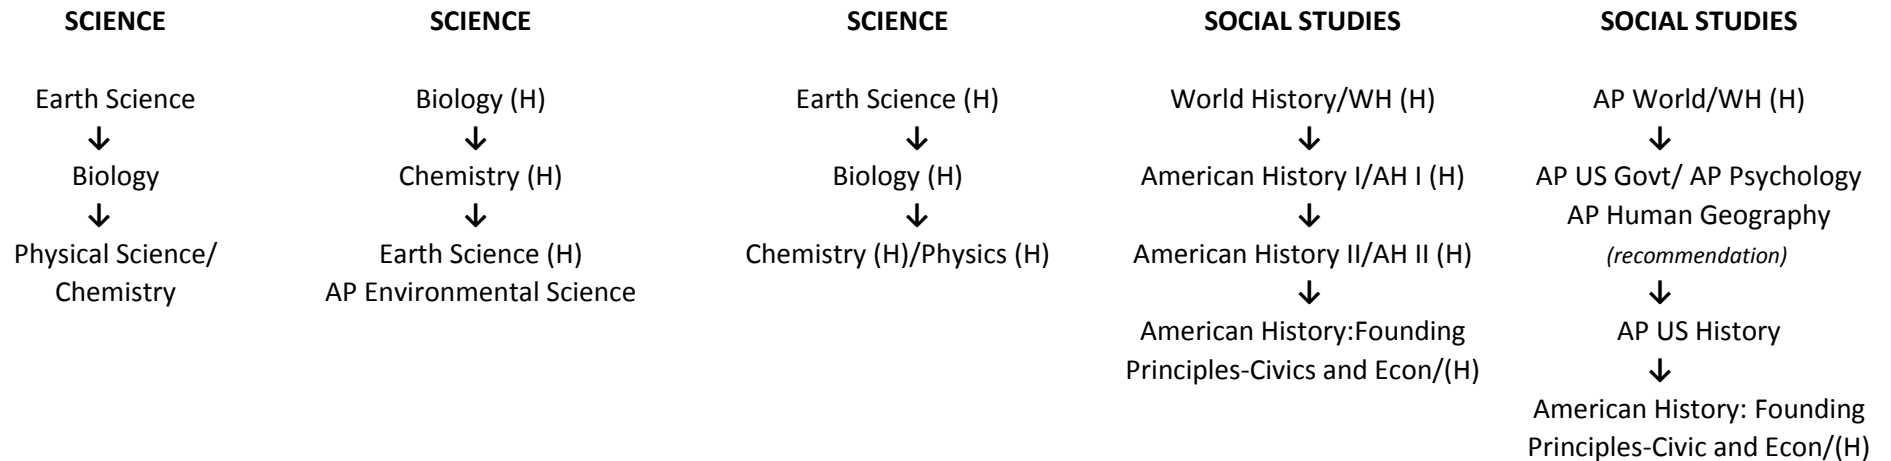 SCIENCE
Earth Science
↓
Biology
↓
Physical Science/
Chemistry
SCIENCE
Biology (H)
↓
Chemistry (H)
↓
Earth Science (H)
AP Environmental Science
SCIENCE
Earth Science (H)
↓
Biology (H)
↓
Chemistry (H)/Physics (H)
SOCIAL STUDIES
World History/WH (H)
↓
American History I/AH I (H)
↓
American History II/AH II (H)
↓
American History:Founding
Principles-Civics and Econ/(H)
SOCIAL STUDIES
AP World/WH (H)
↓
AP US Govt/ AP Psychology
AP Human Geography
(recommendation)
↓
AP US History
↓
American History: Founding
Principles-Civic and Econ/(H)